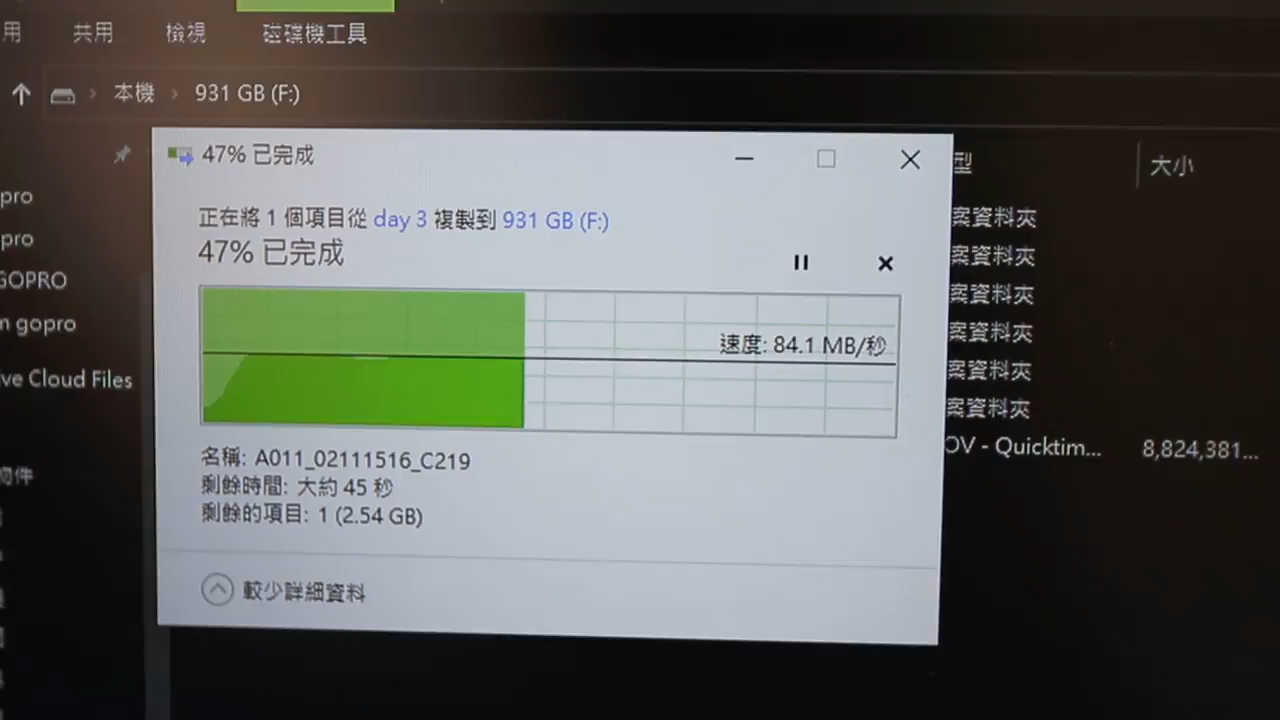 用 共用 檢視 磁碟機工具
本機 931 GB (F:)
47% 已完成
型 大小
正在將 1 個項目從 day 3 複製到 931 GB (F:)
47% 已完成
速度: 84.1 MB/秒
名稱: A011_02111516_C219
剩餘時間: 大約 45 秒
剩餘的項目: 1 (2.54 GB)
較少詳細資料
pro
pro
GOPRO
m gopro
ve Cloud Files
物件
案資料夾
案資料夾
案資料夾
案資料夾
案資料夾
案資料夾
OV - Quicktim... 8,824,381...